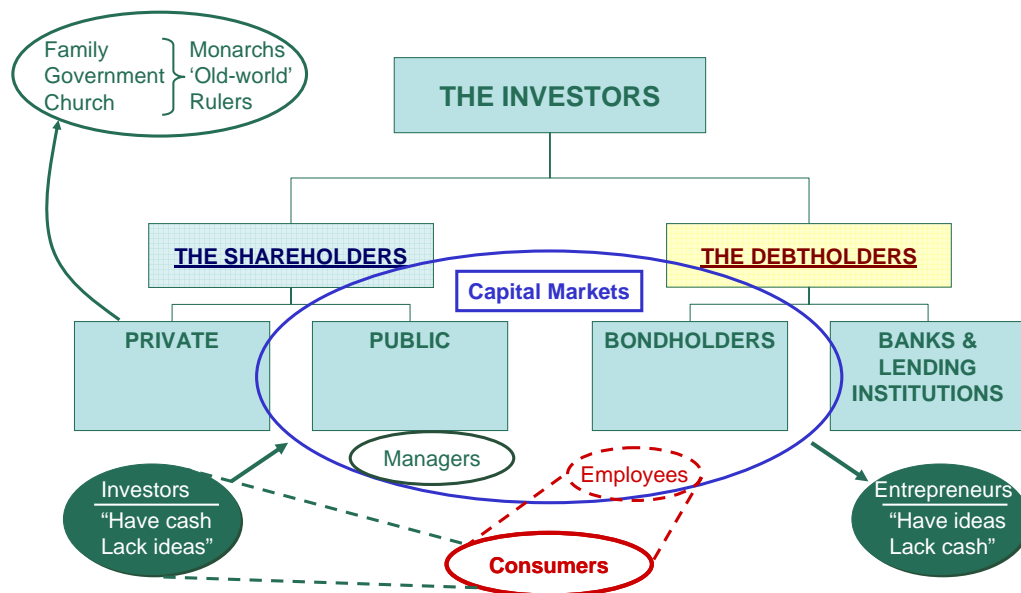 Family
Government
Church
Monarchs
‘Old-world’
Rulers
THE INVESTORS
THE SHAREHOLDERS
THE DEBTHOLDERS
Capital Markets
PRIVATE
PUBLIC
BONDHOLDERS
BANKS &
LENDING
INSTITUTIONS
Managers
Employees
Investors
“Have cash
Lack ideas”
Entrepreneurs
“Have ideas
Lack cash”
Consumers